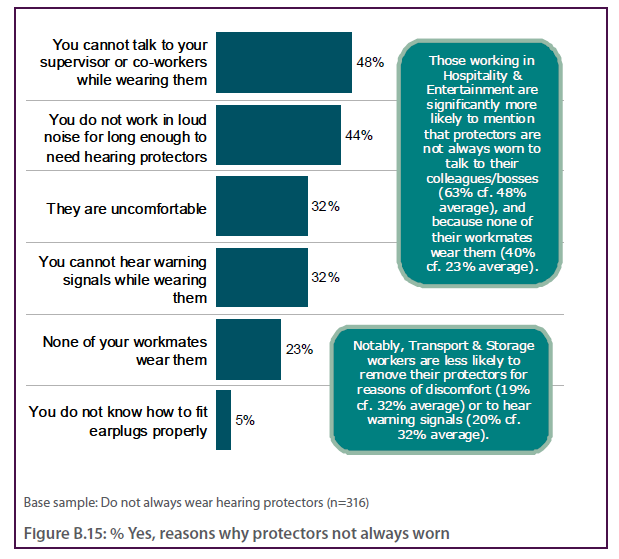 You cannot talk to your
supervisor or co-workers
while wearing them
48%
You do not work in loud
noise for long enough to
need hearing protectors
44%
They are uncomfortable
32%
You cannot hear warning
signals while wearing
them
32%
None of your workmates
wear them
23%
You do not know how to fit
earplugs properly
5%
Those working in
Hospitality &
Entertainment are
significantly more
likely to mention
that protectors are
not always worn to
talk to their
colleagues/bosses
(63% cf. 48%
average), and
because none of
their workmates
wear them (40%
cf. 23% average).
Notably, Transport & Storage
workers are less likely to
remove their protectors for
reasons of discomfort (19%
cf. 32% average) or to hear
warning signals (20% cf.
32% average).
Base sample: Do not always wear hearing protectors (n=316)
Figure B.15: % Yes, reasons why protectors not always worn